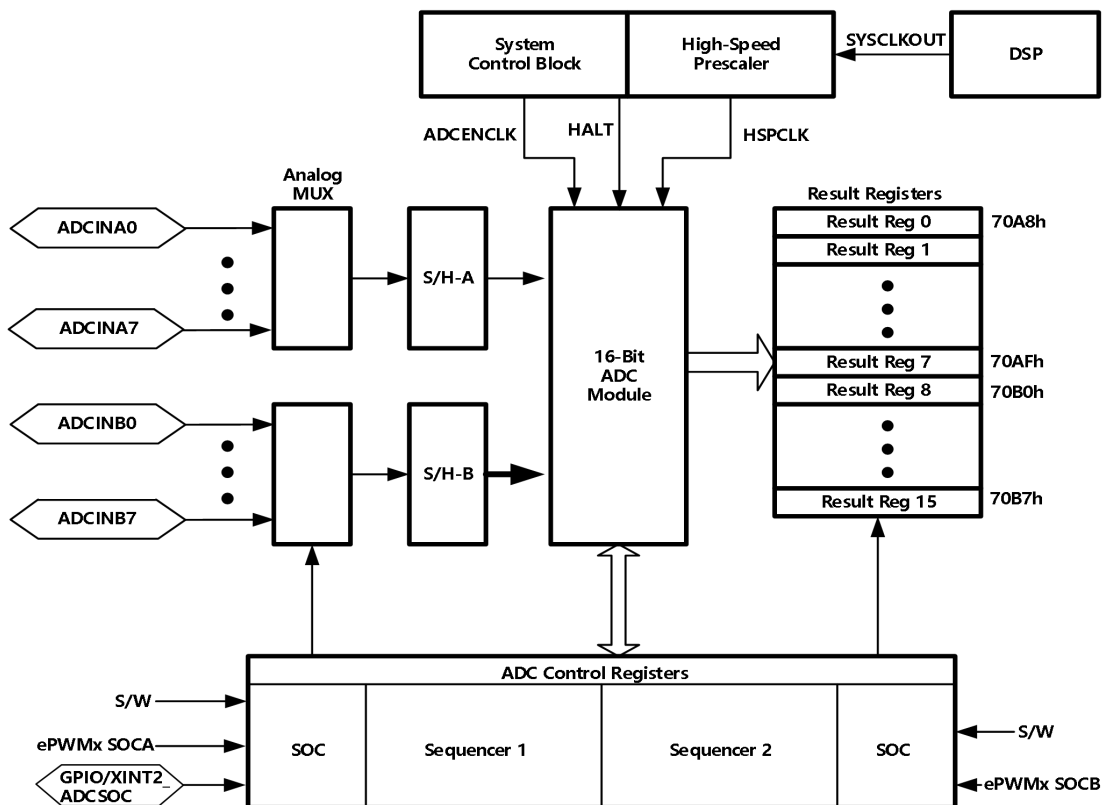 System
Control Block
High-Speed
Prescaler
SYSCLKOUT
DSP
ADCENCLK
HALT
HSPCLK
Analog
MUX
Result Registers
ADCINA0
Result Reg 0
70A8h
Result Reg 1
S/H-A
ADCINA7
16-Bit
ADC
Module
Result Reg 7
70AFh
Result Reg 8
70B0h
ADCINB0
S/H-B
ADCINB7
Result Reg 15
70B7h
ADC Control Registers
S/W
ePWMx SOCA
GPIO/XINT2_
ADCSOC
SOC
Sequencer 1
Sequencer 2
SOC
S/W
ePWMx SOCB